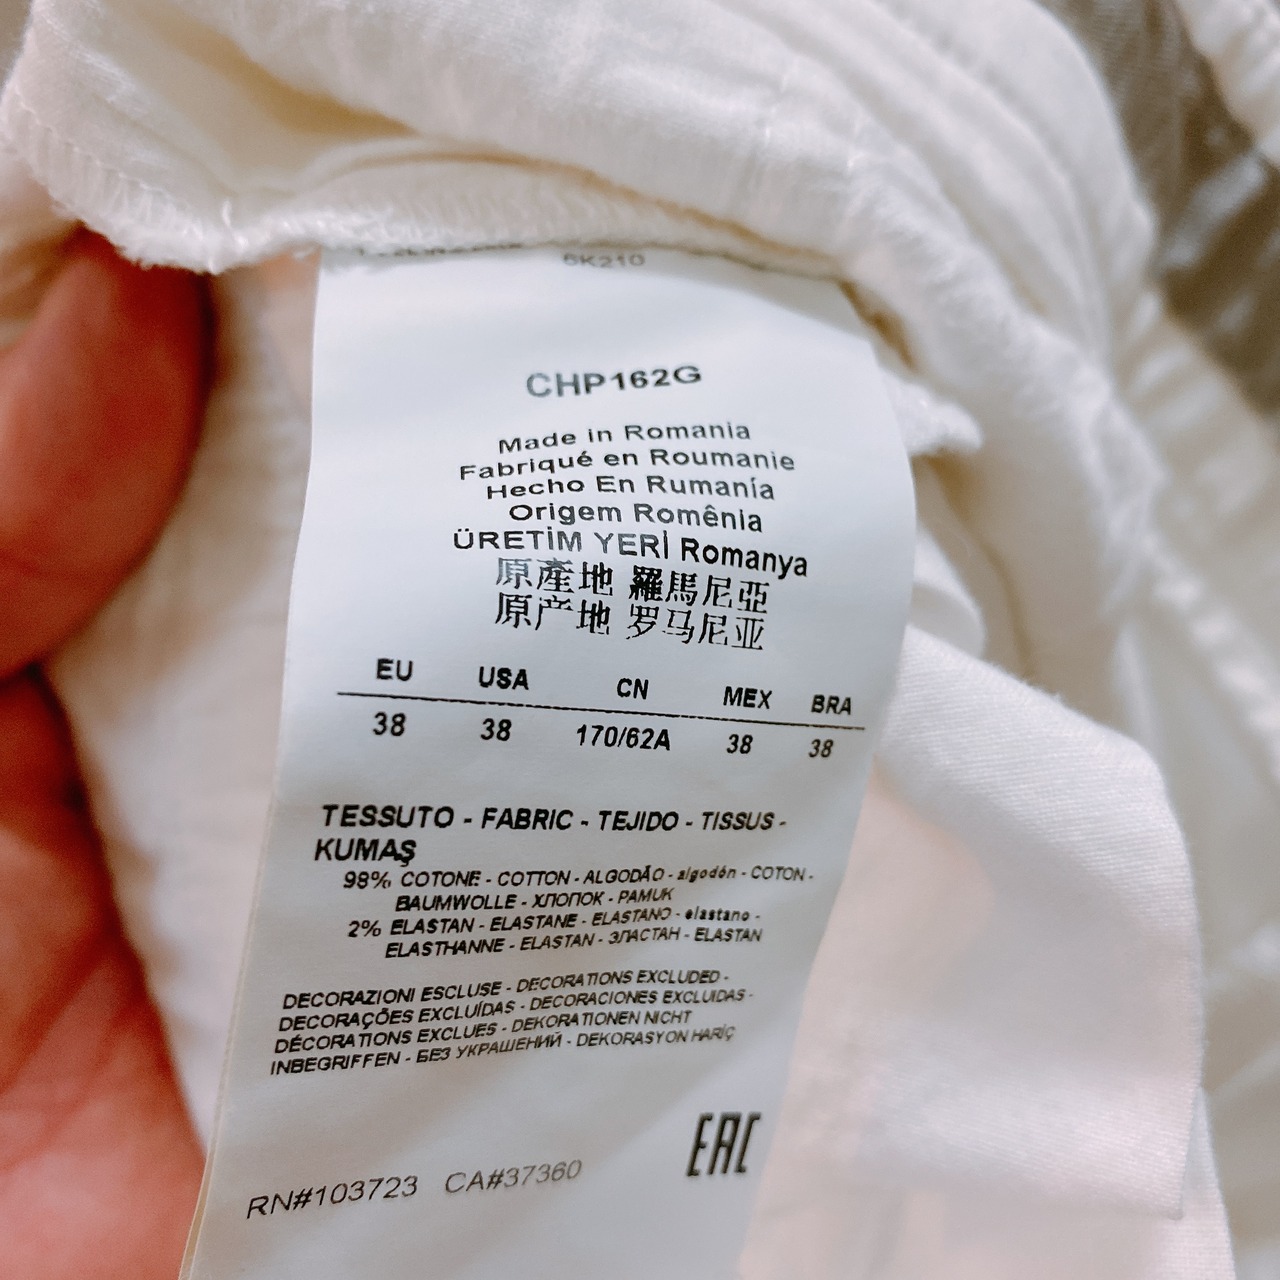 6K210
CHP162G
Made in Romania
Fabriqué en Roumanie
Hecho En Rumanía
Origem Romênia
ÜRETİM YERİ Romanya
原產地 羅馬尼亞
原产地 罗马尼亚
EU USA CN MEX BRA
38 38 170/62A 38 38
TESSUTO - FABRIC - TEJIDO - TISSUS -
KUMAŞ
98% COTONE - COTTON - ALGODÃO - algodón - COTON -
BAUMWOLLE - ХЛОПОК - PAMUK
2% ELASTAN - ELASTANE - ELASTANO - elastano -
ELASTHANNE - ELASTAN - ЭЛАСТАН - ELASTAN
DECORAZIONI ESCLUSE - DECORATIONS EXCLUDED -
DECORAÇÕES EXCLUÍDAS - DECORACIONES EXCLUIDAS -
DÉCORATIONS EXCLUES - DEKORATIONEN NICHT
INBEGRIFFEN - БЕЗ УКРАШЕНИЙ - DEKORASYON HARİÇ
EAC
RN#103723 CA#37360